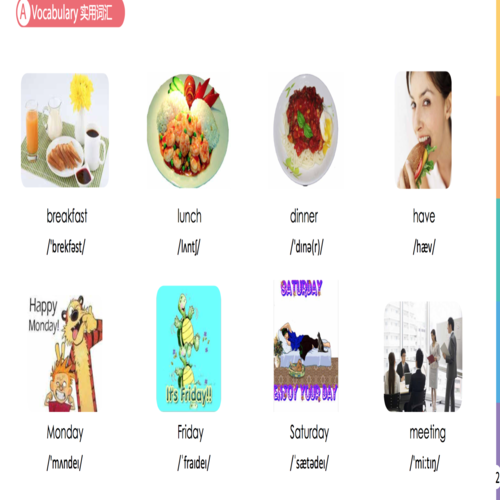 A Vocabulary 实用词汇
breakfast lunch dinner have
/ˈbrekfəst/ /lʌntʃ/ /ˈdɪnə(r)/ /hæv/
Happy
Monday!
It's Friday!!
SATURDAY
ENJOY YOUR DAY
Monday Friday Saturday meeting
/ˈmʌndeɪ/ /ˈfraɪdeɪ/ /ˈsætədeɪ/ /ˈmiːtɪŋ/
2